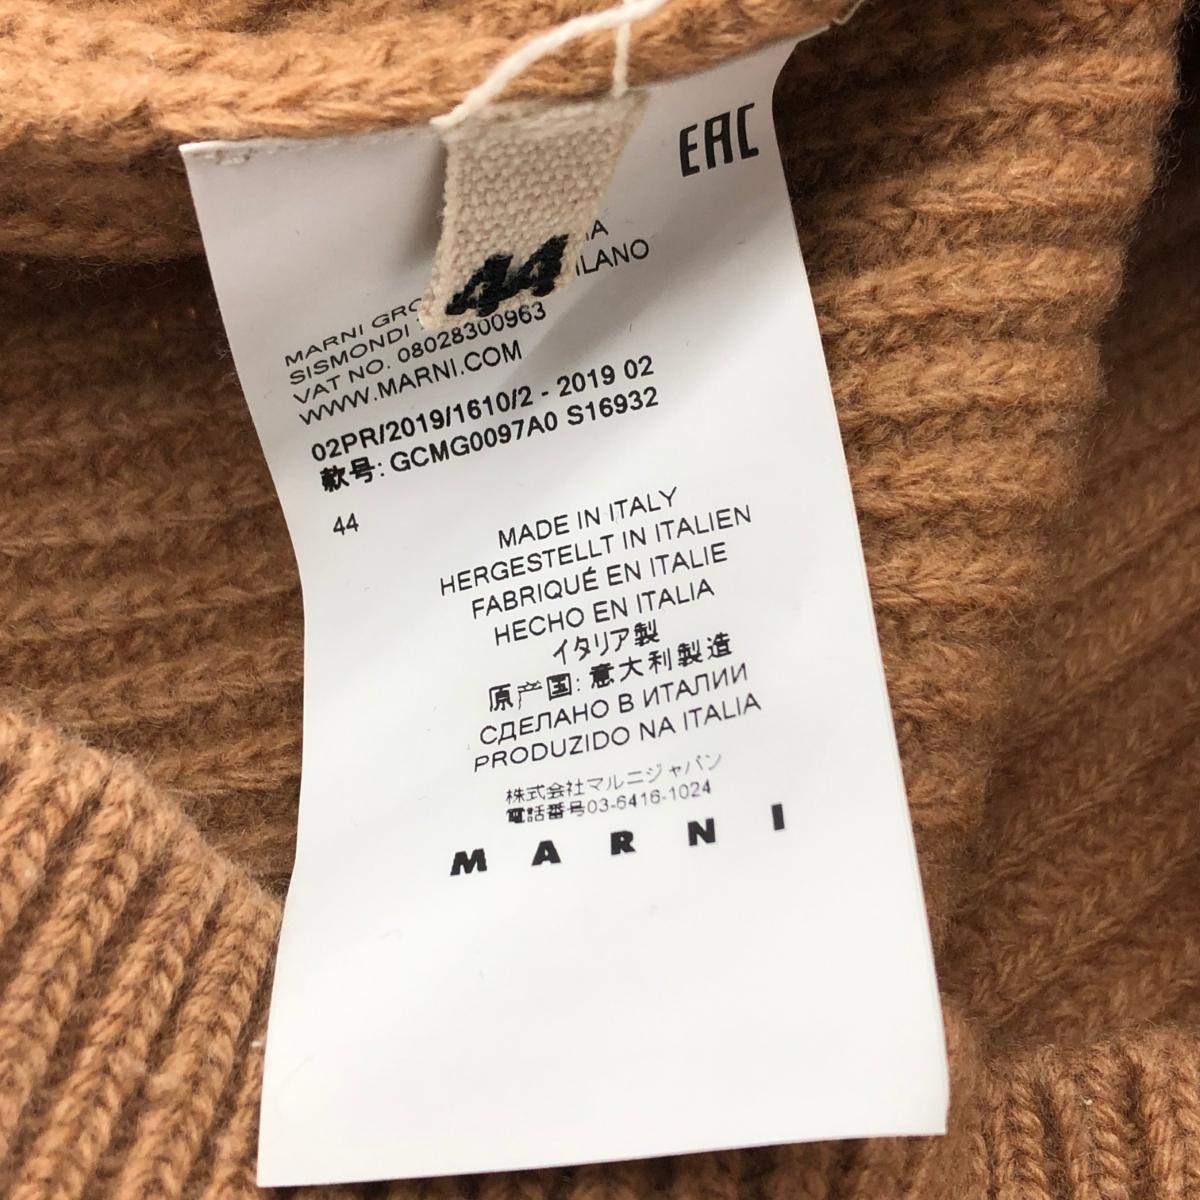 EAC
44
MARNI
SISMONDI
ILANO
VAT NO. 08028300963
WWW.MARNI.COM
02PR/2019/1610/2 - 2019 02
款号: GCMG0097A0 S16932
44
MADE IN ITALY
HERGESTELLT IN ITALIEN
FABRIQUÉ EN ITALIE
HECHO EN ITALIA
イタリア製
原产国: 意大利製造
СДЕЛАНО В ИТАЛИИ
PRODUZIDO NA ITALIA
株式会社マルニジャパン
電話番号03-6416-1024
MARNI